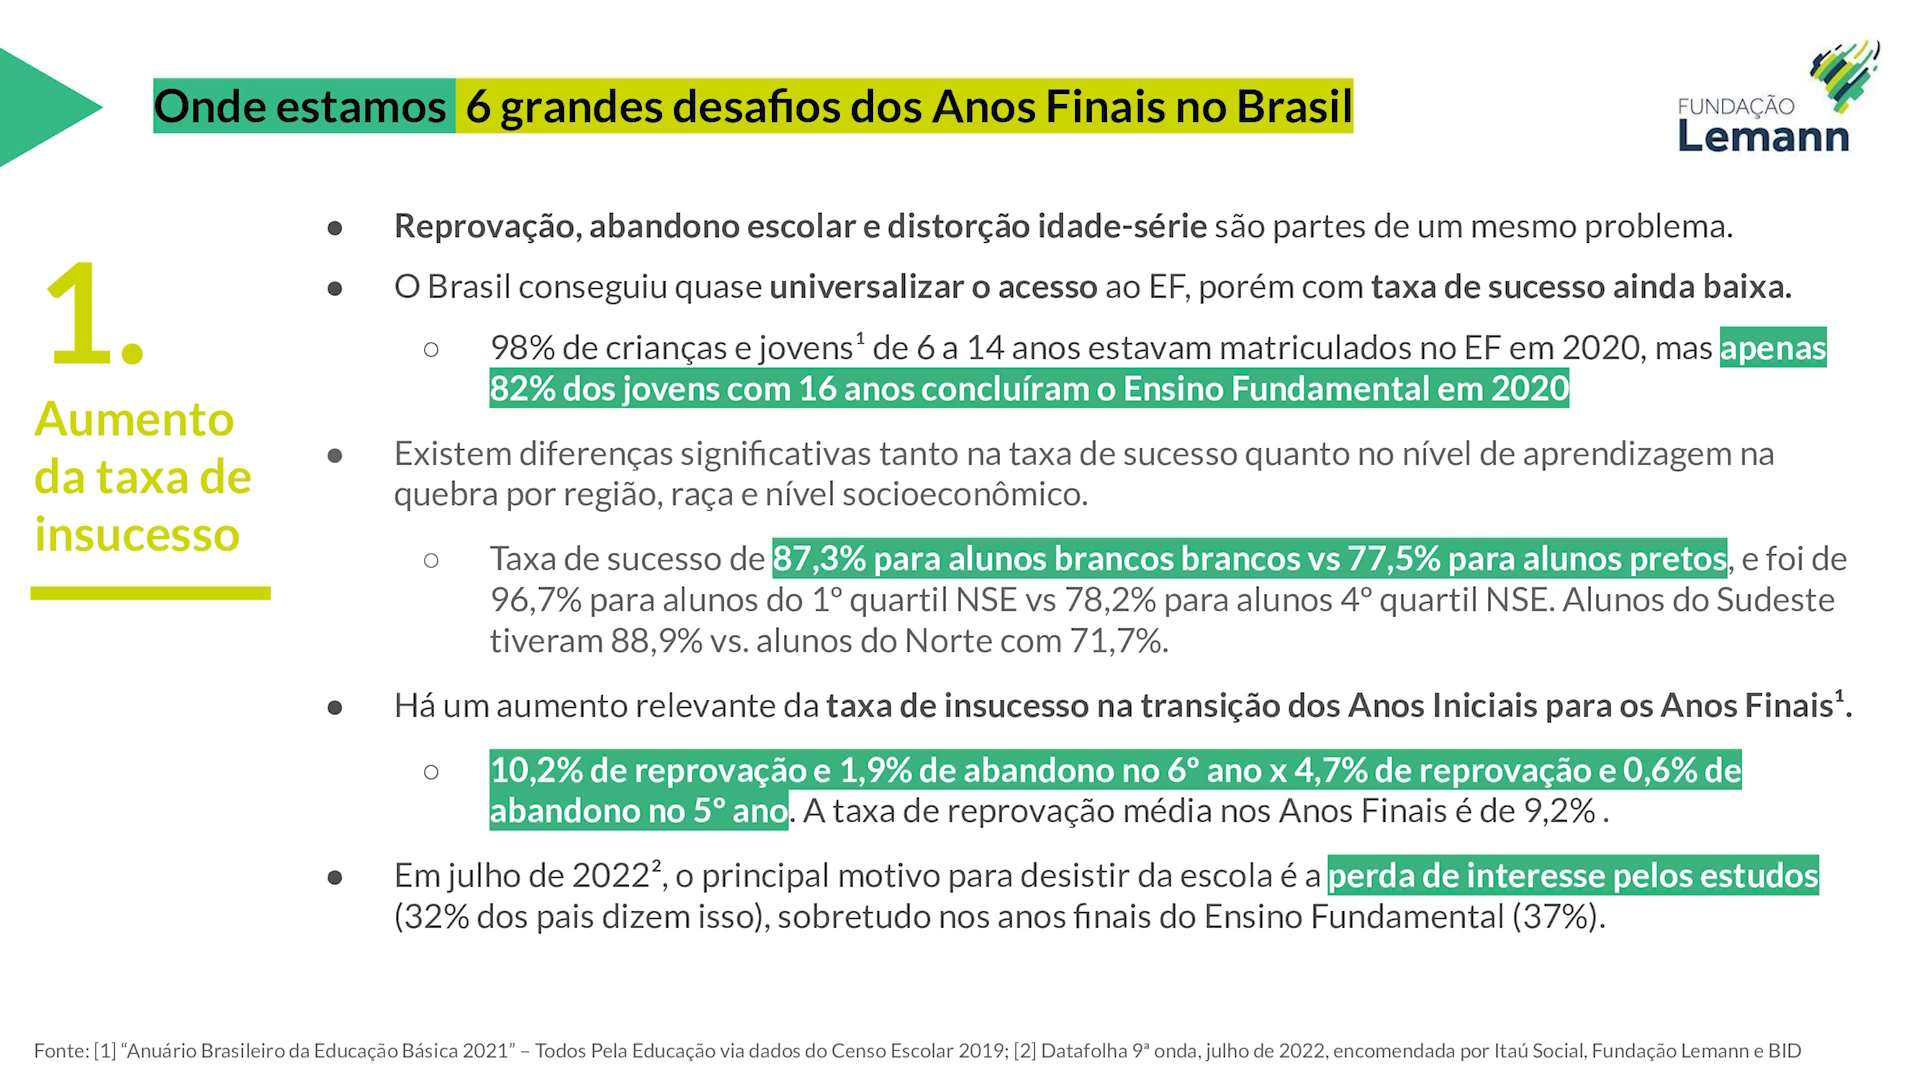 Onde estamos 6 grandes desafios dos Anos Finais no Brasil
FUNDAÇÃO
Lemann
1.
Aumento
da taxa de
insucesso
● Reprovação, abandono escolar e distorção idade-série são partes de um mesmo problema.
● O Brasil conseguiu quase universalizar o acesso ao EF, porém com taxa de sucesso ainda baixa.
○ 98% de crianças e jovens¹ de 6 a 14 anos estavam matriculados no EF em 2020, mas apenas
82% dos jovens com 16 anos concluíram o Ensino Fundamental em 2020
● Existem diferenças significativas tanto na taxa de sucesso quanto no nível de aprendizagem na
quebra por região, raça e nível socioeconômico.
○ Taxa de sucesso de 87,3% para alunos brancos brancos vs 77,5% para alunos pretos, e foi de
96,7% para alunos do 1º quartil NSE vs 78,2% para alunos 4º quartil NSE. Alunos do Sudeste
tiveram 88,9% vs. alunos do Norte com 71,7%.
● Há um aumento relevante da taxa de insucesso na transição dos Anos Iniciais para os Anos Finais¹.
○ 10,2% de reprovação e 1,9% de abandono no 6º ano x 4,7% de reprovação e 0,6% de
abandono no 5º ano. A taxa de reprovação média nos Anos Finais é de 9,2% .
● Em julho de 2022², o principal motivo para desistir da escola é a perda de interesse pelos estudos
(32% dos pais dizem isso), sobretudo nos anos finais do Ensino Fundamental (37%).
Fonte: [1] “Anuário Brasileiro da Educação Básica 2021” – Todos Pela Educação via dados do Censo Escolar 2019; [2] Datafolha 9ª onda, julho de 2022, encomendada por Itaú Social, Fundação Lemann e BID